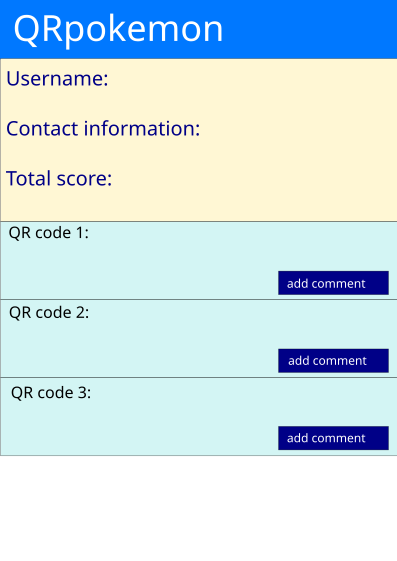 QRpokemon
Username:
Contact information:
Total score:
QR code 1:
add comment
QR code 2:
add comment
QR code 3:
add comment